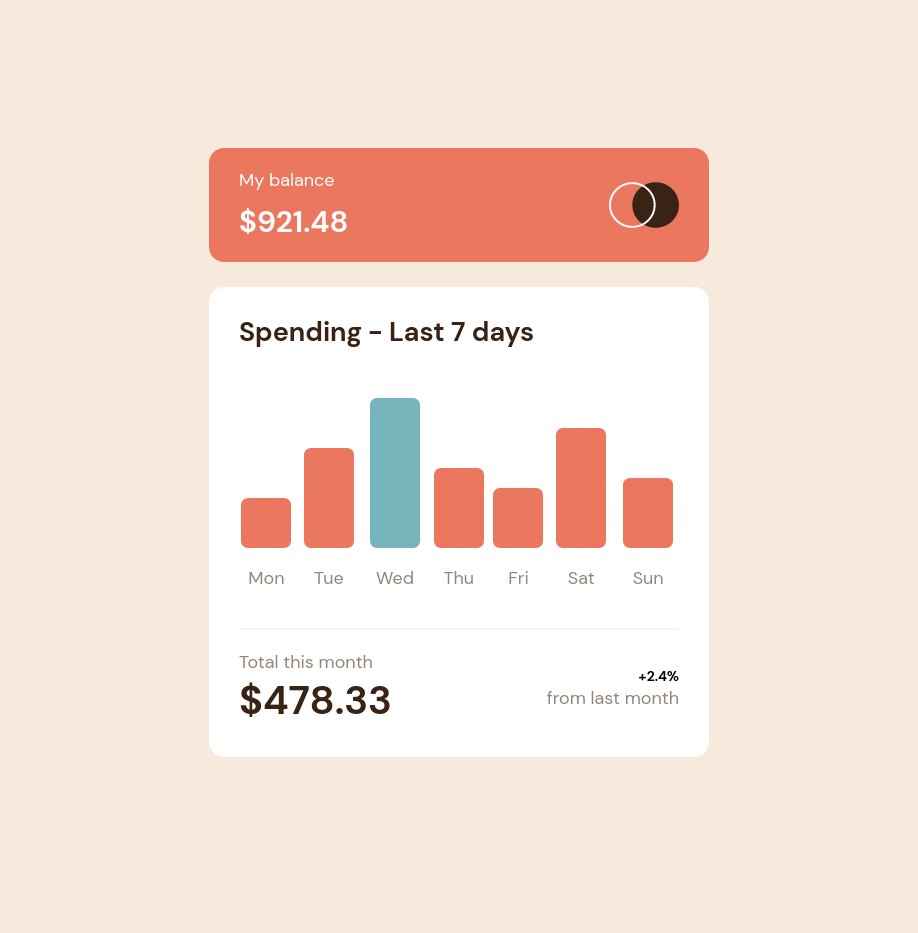 My balance
$921.48
Spending - Last 7 days
Mon Tue Wed Thu Fri Sat Sun
Total this month
$478.33
+2.4%
from last month